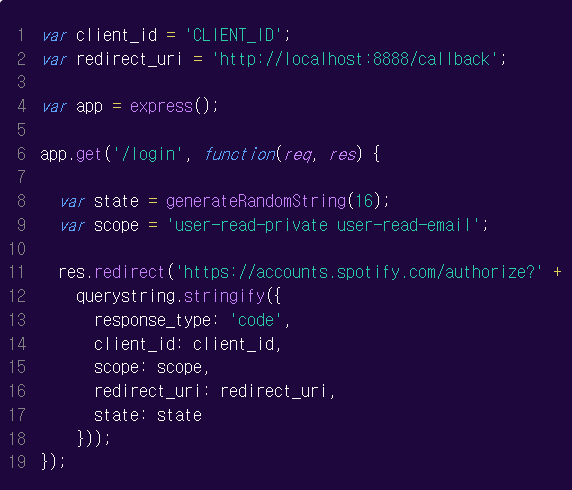 1 var client_id = 'CLIENT_ID';
2 var redirect_uri = 'http://localhost:8888/callback';
3
4 var app = express();
5
6 app.get('/login', function(req, res) {
7
8   var state = generateRandomString(16);
9   var scope = 'user-read-private user-read-email';
10
11   res.redirect('https://accounts.spotify.com/authorize?' +
12     querystring.stringify({
13       response_type: 'code',
14       client_id: client_id,
15       scope: scope,
16       redirect_uri: redirect_uri,
17       state: state
18     }));
19 });